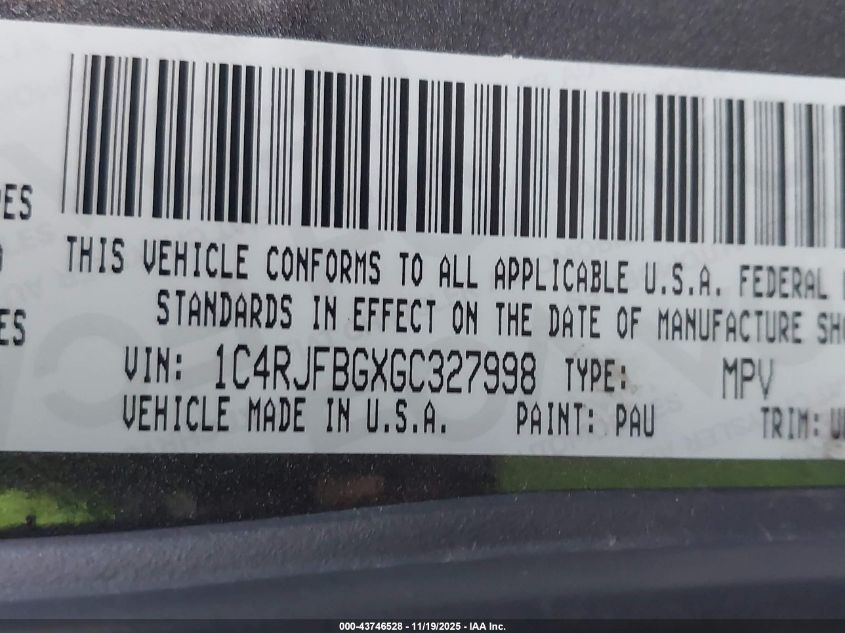 ES
THIS VEHICLE CONFORMS TO ALL APPLICABLE U.S.A. FEDERAL
STANDARDS IN EFFECT ON THE DATE OF MANUFACTURE SHO
ES
VIN: 1C4RJFBGXGC327998 TYPE: MPV
VEHICLE MADE IN U.S.A. PAINT: PAU TRIM:
000-43746528 - 11/19/2025 - IAA Inc.